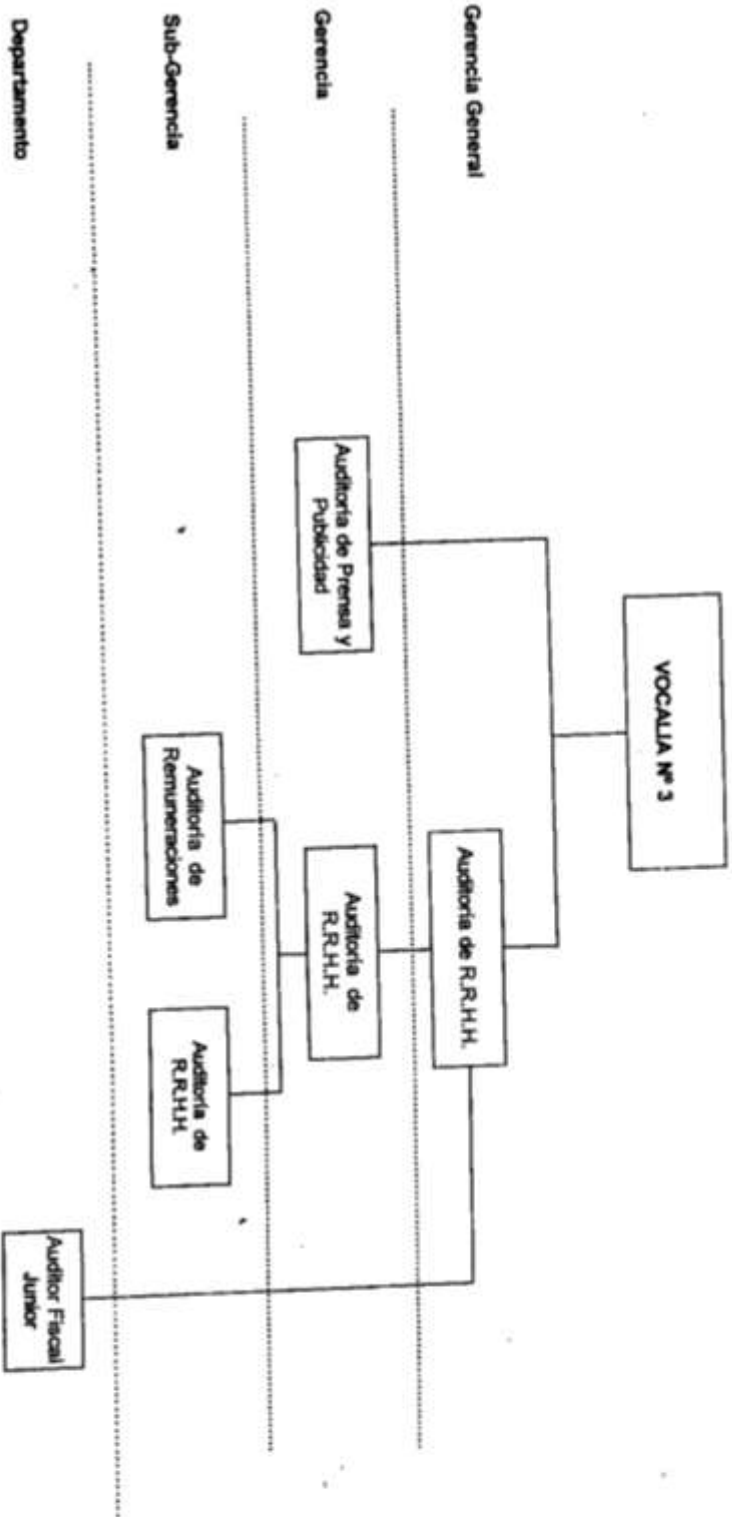 VOCALIA Nº 3
Gerencia General
Auditoría de R.R.H.H.
Gerencia
Auditoría de Prensa y
Publicidad
Auditoría de
R.R.H.H.
Sub-Gerencia
Auditoría de
Remuneraciones
Auditoría de
R.R.H.H.
Departamento
Auditor Fiscal
Junior